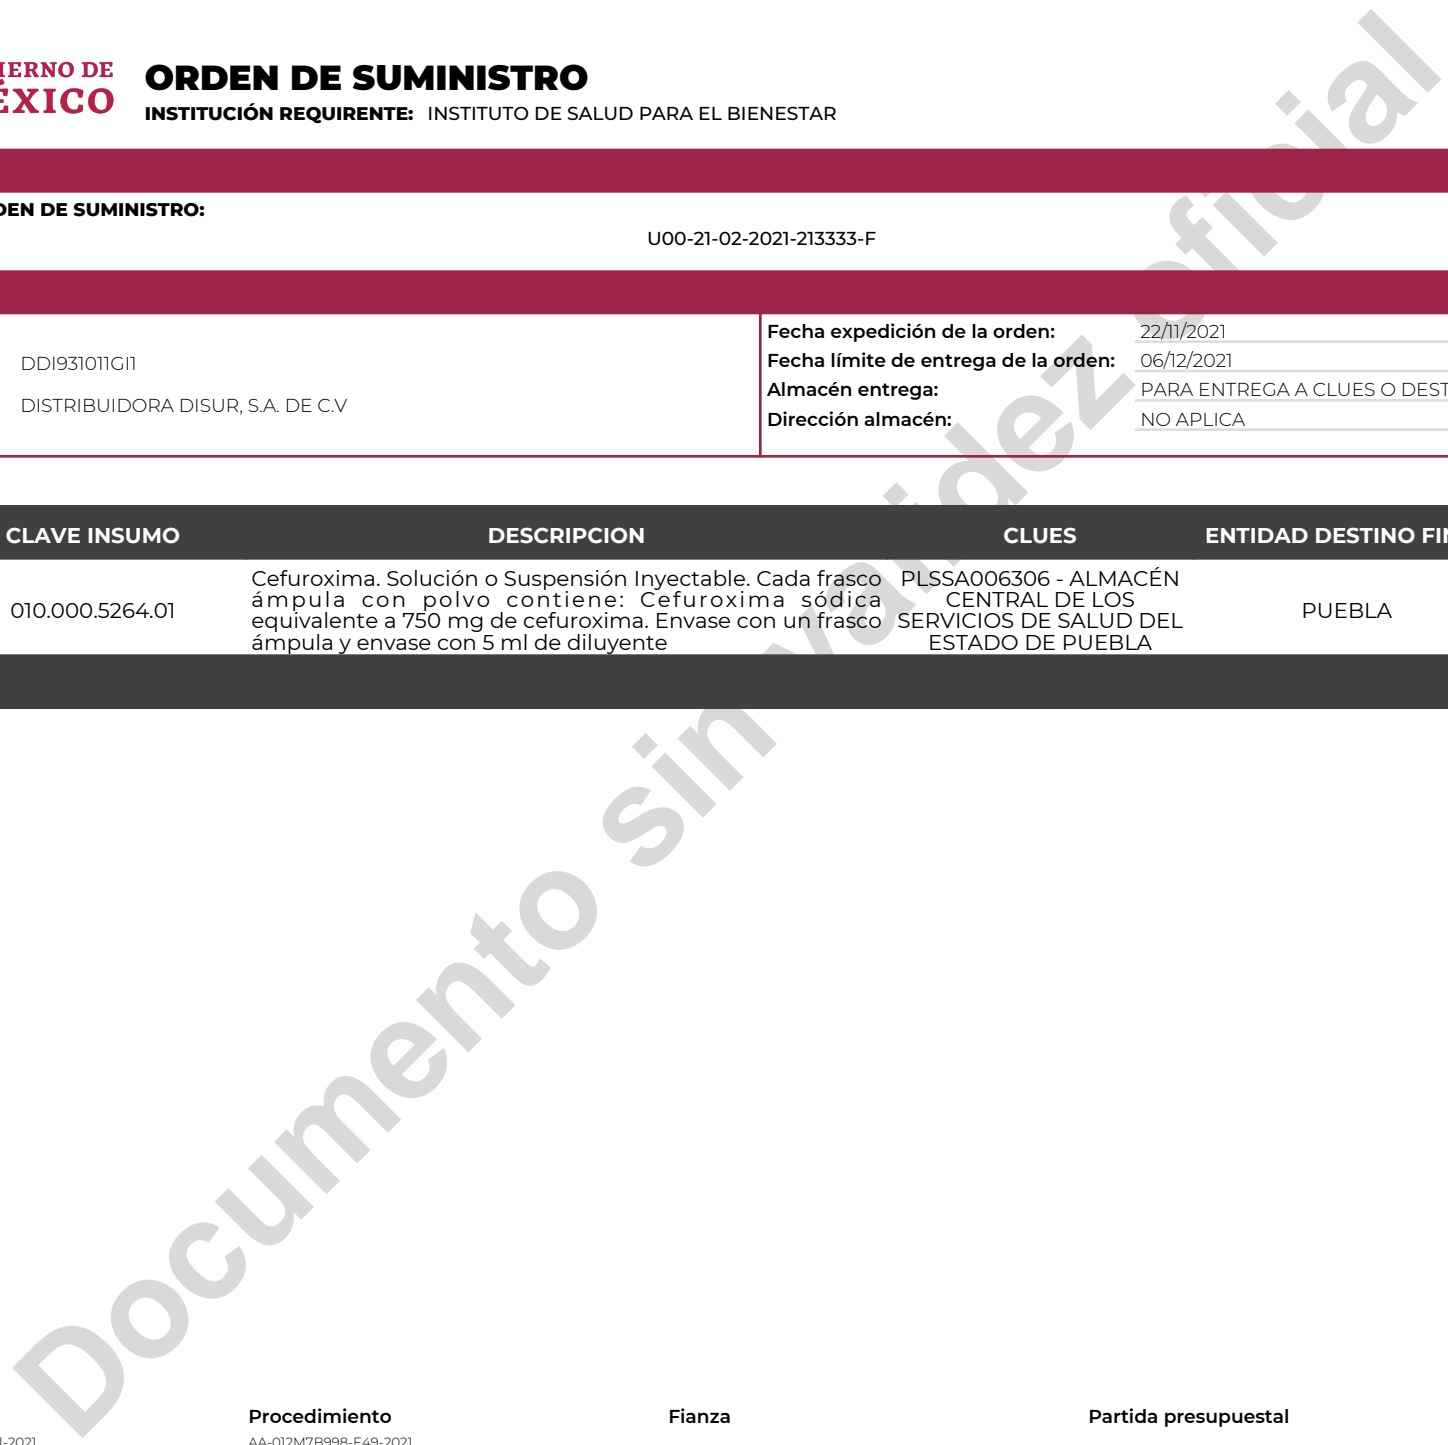 ORDEN DE SUMINISTRO
INSTITUCIÓN REQUIRENTE: INSTITUTO DE SALUD PARA EL BIENESTAR
DE SUMINISTRO:
U00-21-02-2021-213333-F
DDI931011GI1
DISTRIBUIDORA DISUR, S.A. DE C.V
Fecha expedición de la orden: 22/11/2021
Fecha límite de entrega de la orden: 06/12/2021
Almacén entrega: PARA ENTREGA A CLUES O DEST
Dirección almacén: NO APLICA
CLAVE INSUMO DESCRIPCION CLUES ENTIDAD DESTINO FIN
010.000.5264.01
Cefuroxima. Solución o Suspensión Inyectable. Cada frasco
ámpula con polvo contiene: Cefuroxima sódica
equivalente a 750 mg de cefuroxima. Envase con un frasco
ámpula y envase con 5 ml de diluyente
PLSSA006306 - ALMACÉN
CENTRAL DE LOS
SERVICIOS DE SALUD DEL
ESTADO DE PUEBLA
PUEBLA
Documento sin validez oficial
Procedimiento Fianza Partida presupuestal
AA-012M7B998-E49-2021